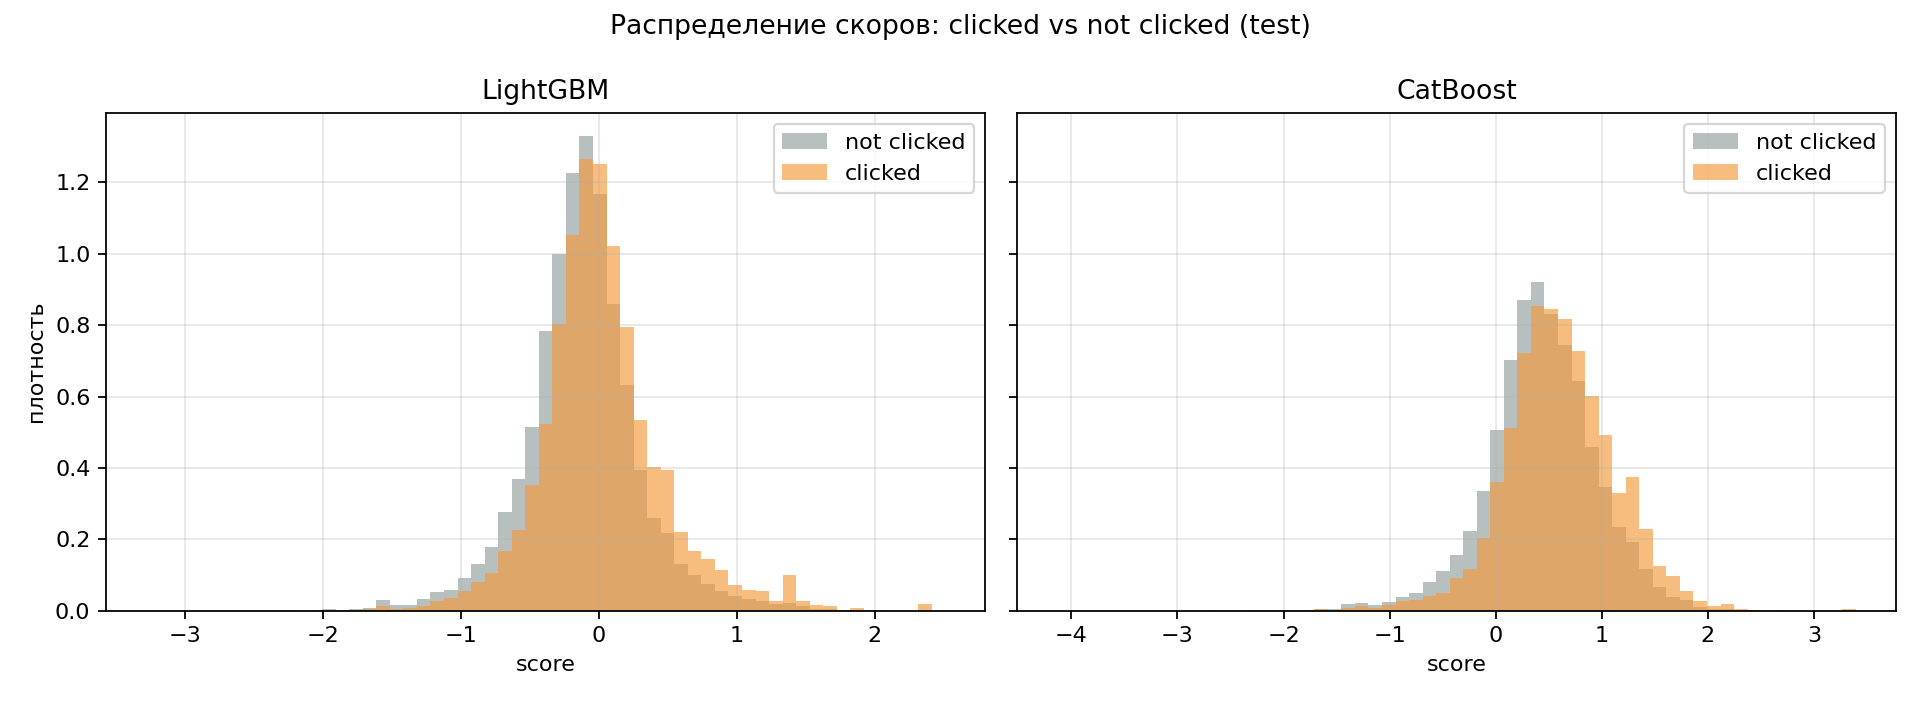 Распределение скоров: clicked vs not clicked (test)
LightGBM
not clicked
clicked
плотность
1.2
1.0
0.8
0.6
0.4
0.2
0.0
−3
−2
−1
0
1
2
score
CatBoost
not clicked
clicked
−4
−3
−2
−1
0
1
2
3
score